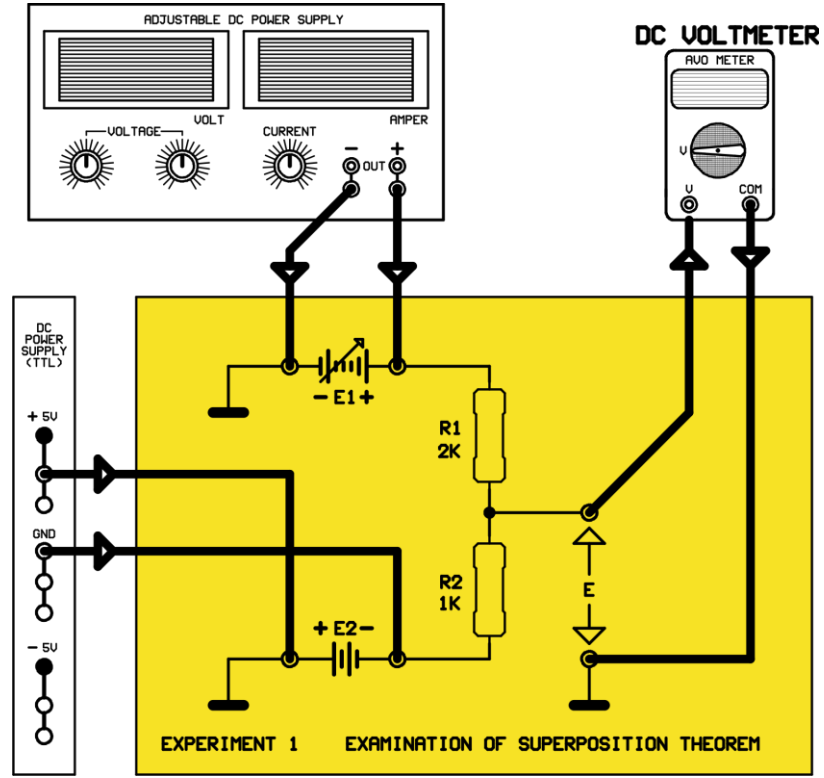 ADJUSTABLE DC POWER SUPPLY
VOLT
AMPER
VOLTAGE
CURRENT
- +
OUT
DC VOLTMETER
AVO METER
V
V COM
DC
POWER
SUPPLY
(TTL)
+ 5V
GND
- 5V
- E1 +
R1
2K
R2
1K
E
+ E2 -
EXPERIMENT 1 EXAMINATION OF SUPERPOSITION THEOREM